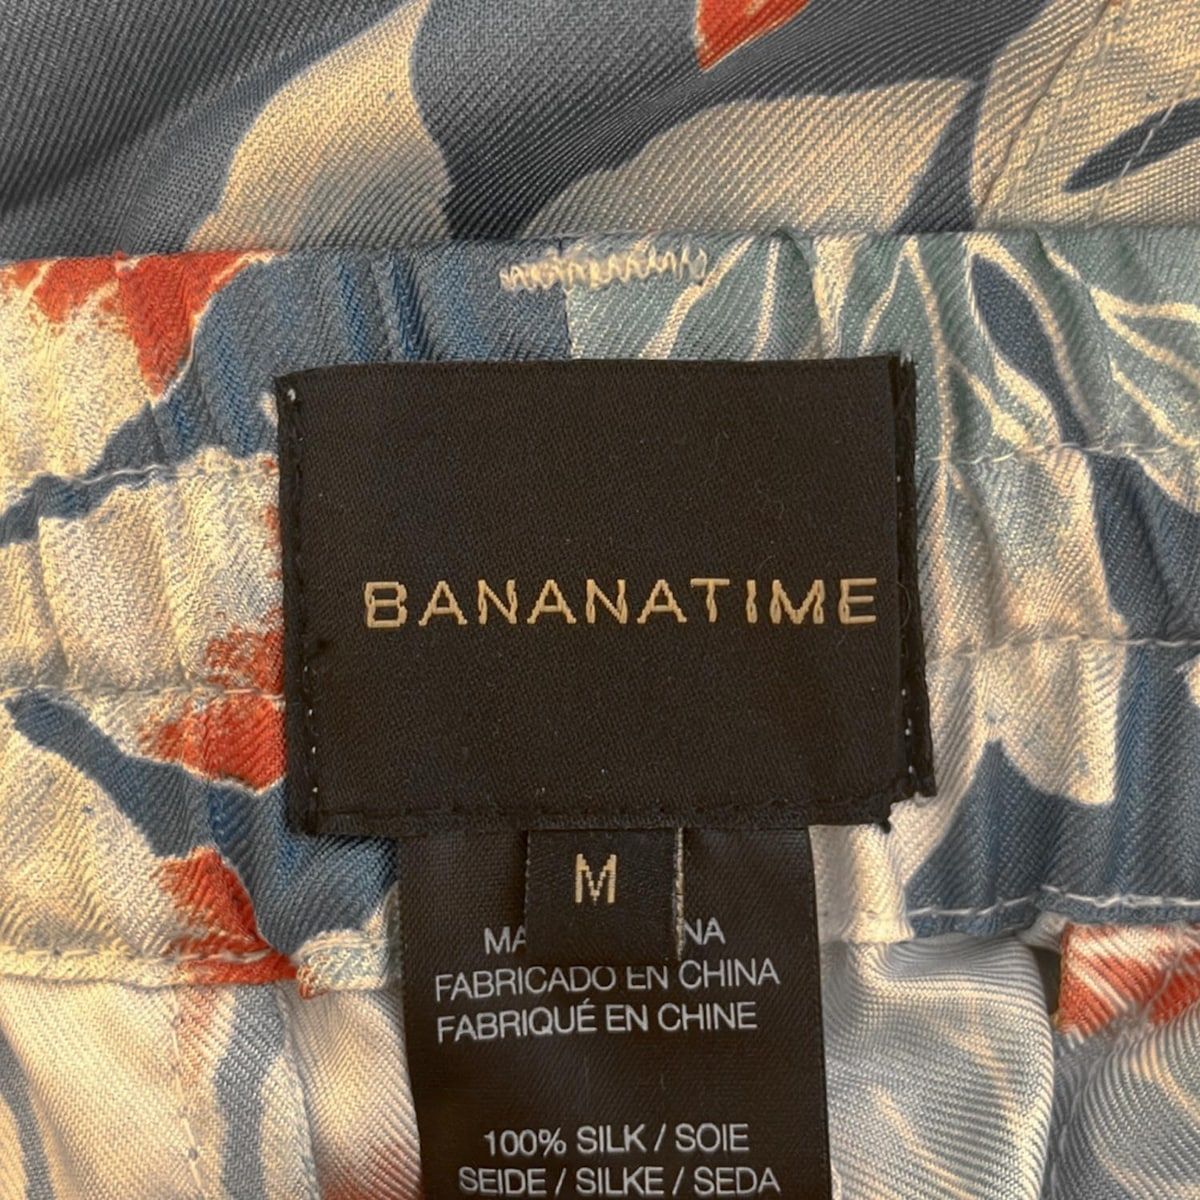 BANANATIME
M
FABRICADO EN CHINA
FABRIQUÉ EN CHINE
100% SILK / SOIE
SEIDE / SILKE / SEDA